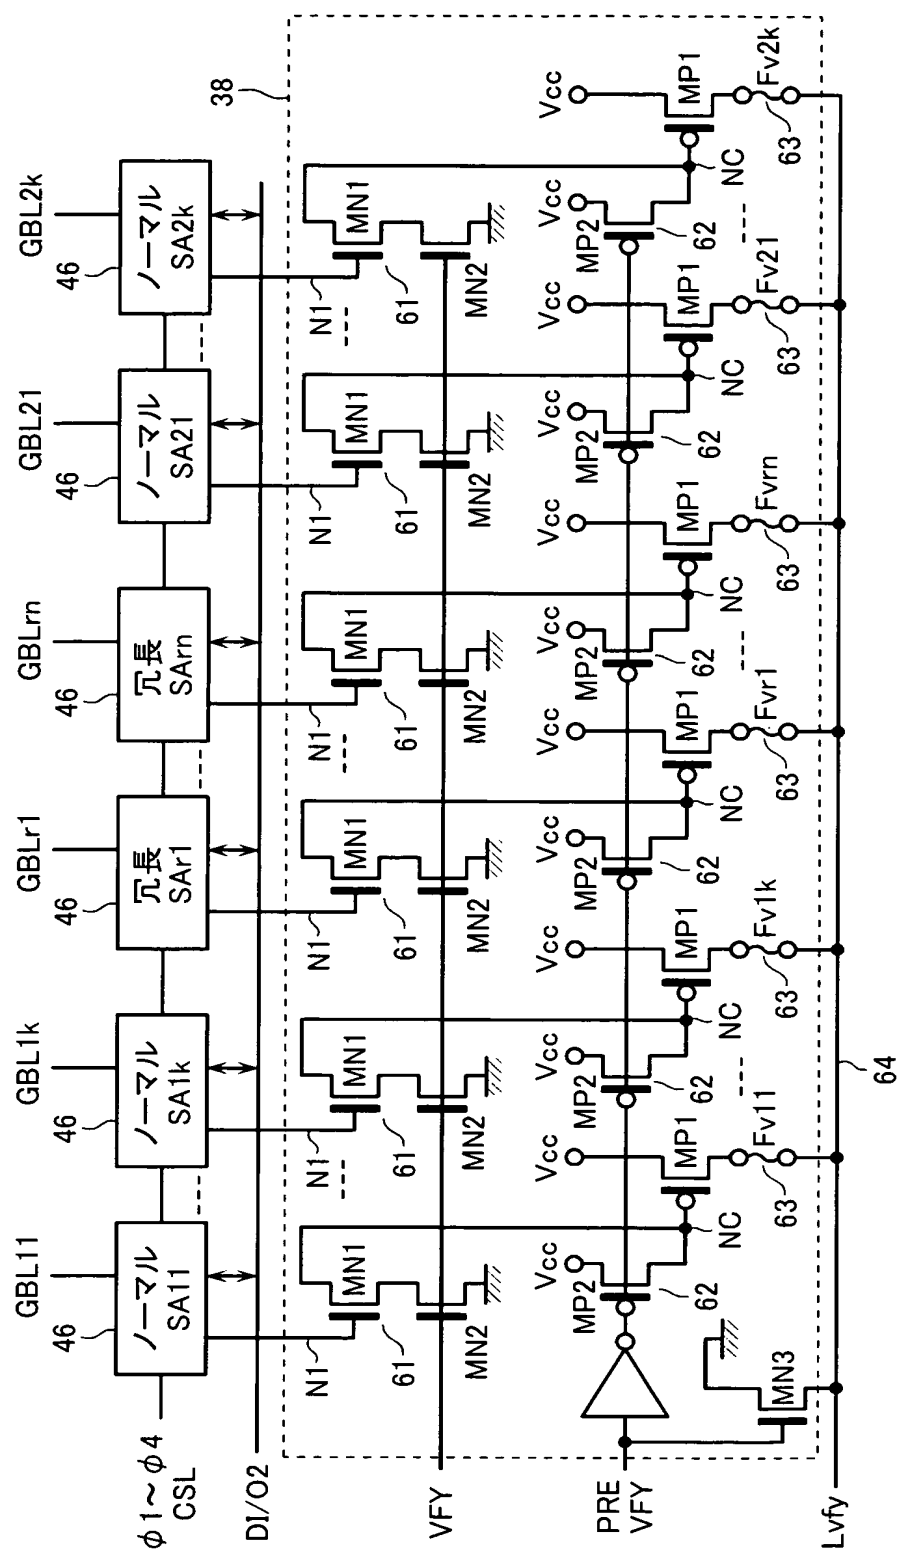 GBL11 GBL1k GBLr1 GBLrn GBL21 GBL2k
46 46 46 46 46 46
φ1～φ4
CSL
ノーマル
SA11
ノーマル
SA1k
冗長
SAr1
冗長
SArn
ノーマル
SA21
ノーマル
SA2k
38
DI/O2
N1 N1 N1 N1 N1 N1
MN1 MN1 MN1 MN1 MN1 MN1
61 61 61 61 61 61
VFY
MN2 MN2 MN2 MN2 MN2 MN2
Vcc Vcc Vcc Vcc Vcc Vcc Vcc Vcc Vcc Vcc Vcc Vcc
MP2 MP2 MP2 MP2 MP2 MP2
PRE
VFY
MP1 MP1 MP1 MP1 MP1 MP1
62 62 62 62 62 62
NC NC NC NC NC NC
Fv11 Fv1k Fvr1 Fvrn Fv21 Fv2k
63 63 63 63 63 63
MN3
64
Lvfy